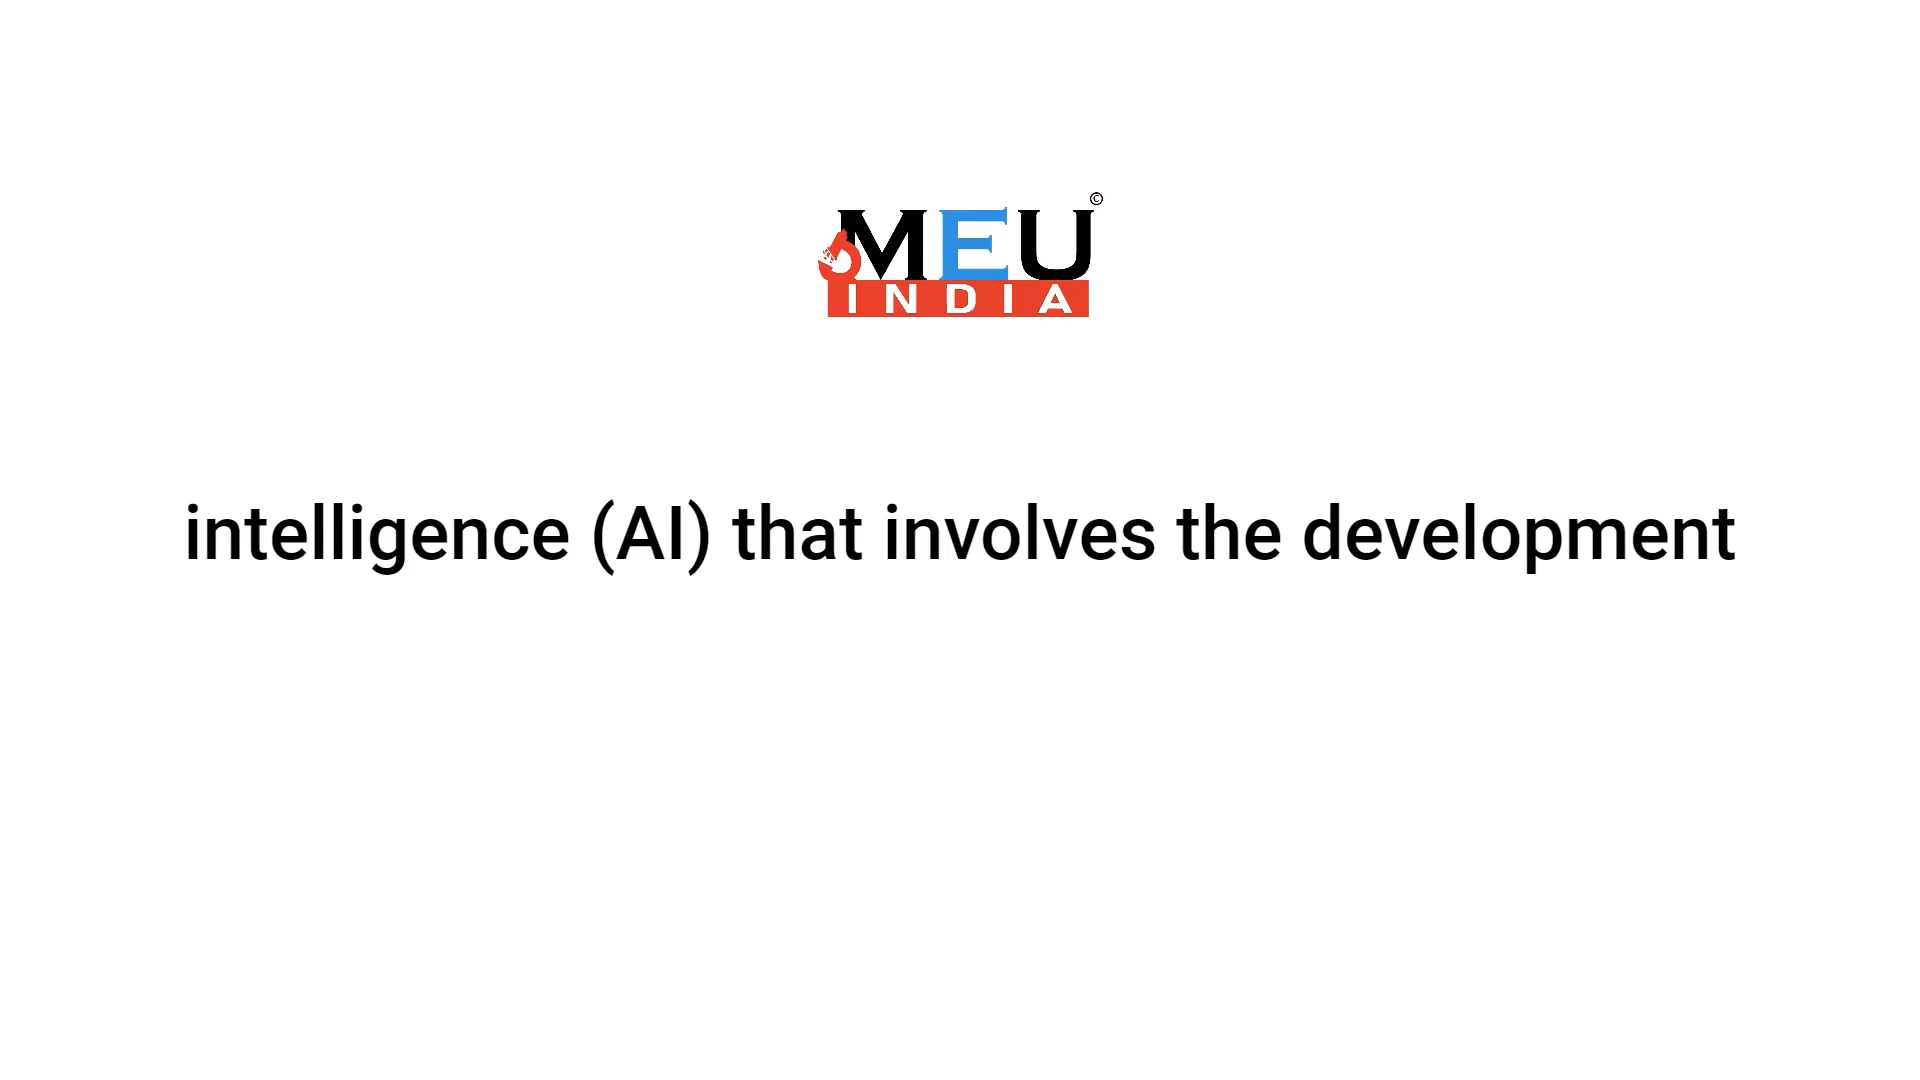 MEU ©
INDIA
intelligence (AI) that involves the development